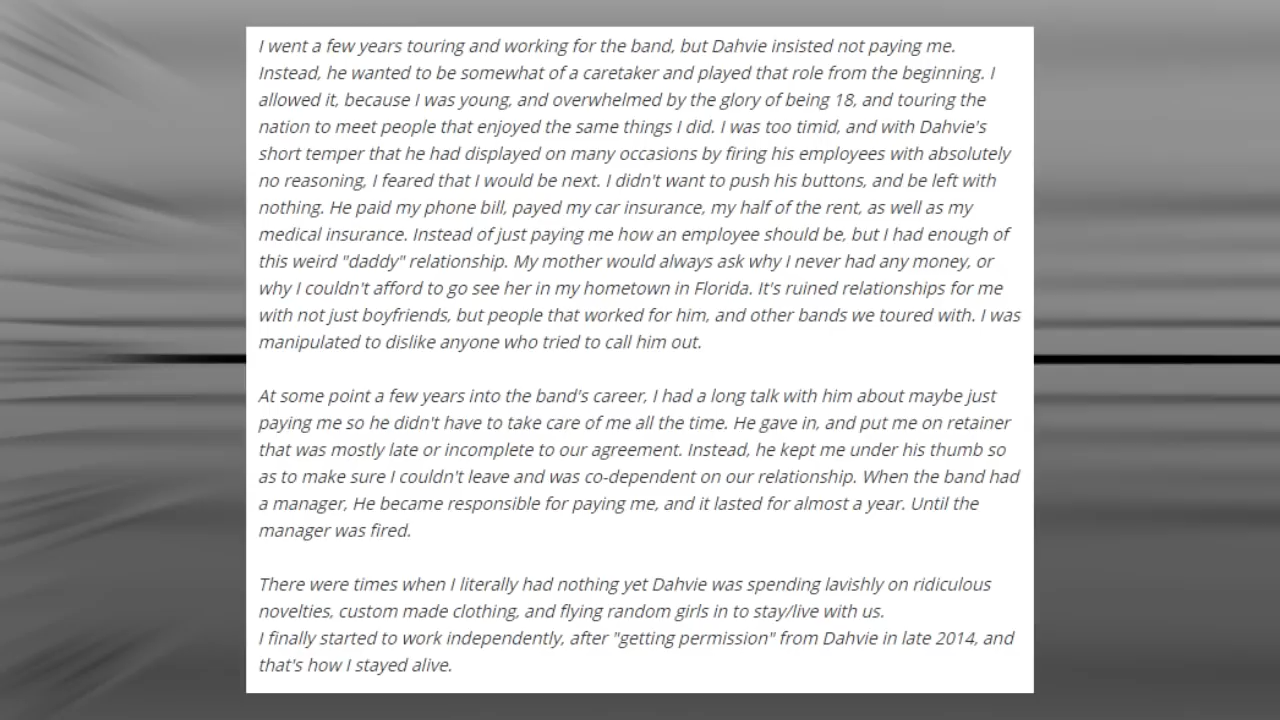 I went a few years touring and working for the band, but Dahvie insisted not paying me.
Instead, he wanted to be somewhat of a caretaker and played that role from the beginning. I
allowed it, because I was young, and overwhelmed by the glory of being 18, and touring the
nation to meet people that enjoyed the same things I did. I was too timid, and with Dahvie's
short temper that he had displayed on many occasions by firing his employees with absolutely
no reasoning, I feared that I would be next. I didn't want to push his buttons, and be left with
nothing. He paid my phone bill, payed my car insurance, my half of the rent, as well as my
medical insurance. Instead of just paying me how an employee should be, but I had enough of
this weird "daddy" relationship. My mother would always ask why I never had any money, or
why I couldn't afford to go see her in my hometown in Florida. It's ruined relationships for me
with not just boyfriends, but people that worked for him, and other bands we toured with. I was
manipulated to dislike anyone who tried to call him out.
At some point a few years into the band's career, I had a long talk with him about maybe just
paying me so he didn't have to take care of me all the time. He gave in, and put me on retainer
that was mostly late or incomplete to our agreement. Instead, he kept me under his thumb so
as to make sure I couldn't leave and was co-dependent on our relationship. When the band had
a manager, He became responsible for paying me, and it lasted for almost a year. Until the
manager was fired.
There were times when I literally had nothing yet Dahvie was spending lavishly on ridiculous
novelties, custom made clothing, and flying random girls in to stay/live with us.
I finally started to work independently, after "getting permission" from Dahvie in late 2014, and
that's how I stayed alive.